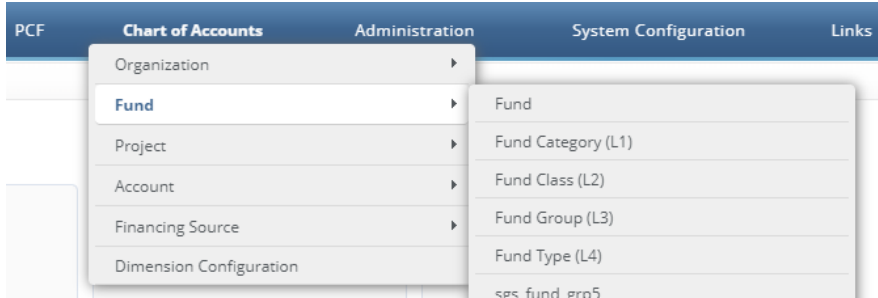 PCF Chart of Accounts Administration System Configuration Links
Organization
Fund
Project
Account
Financing Source
Dimension Configuration
Fund
Fund Category (L1)
Fund Class (L2)
Fund Group (L3)
Fund Type (L4)
sgs_fund_grp5